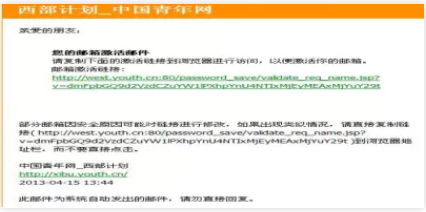 西部计划_中国青年网
亲爱的朋友：
您的邮箱激活邮件
请复制下面的激活链接到浏览器进行访问，以便激活你的邮箱。
邮箱激活链接：
http://west.youth.cn:80/password_save/validate_req_name.jsp?
v=dmFpbGQ9d2VzdCZuYW1lPXhpYnU4NTIxMjEyMEAxMjYuY29t
部分邮箱因安全原因可能对链接进行修改，如果出现类似情况，请直接复制链
接( http://west.youth.cn:80/password_save/validate_req_name.jsp?
v=dmFpbGQ9d2VzdCZuYW1lPXhpYnU4NTIxMjEyMEAxMjYuY29t )到浏览器地
址栏，而不要直接点击。
中国青年网_西部计划
http://xibu.youth.cn/
2013-04-15 13:44
此邮件为系统自动发出的邮件，请勿直接回复。